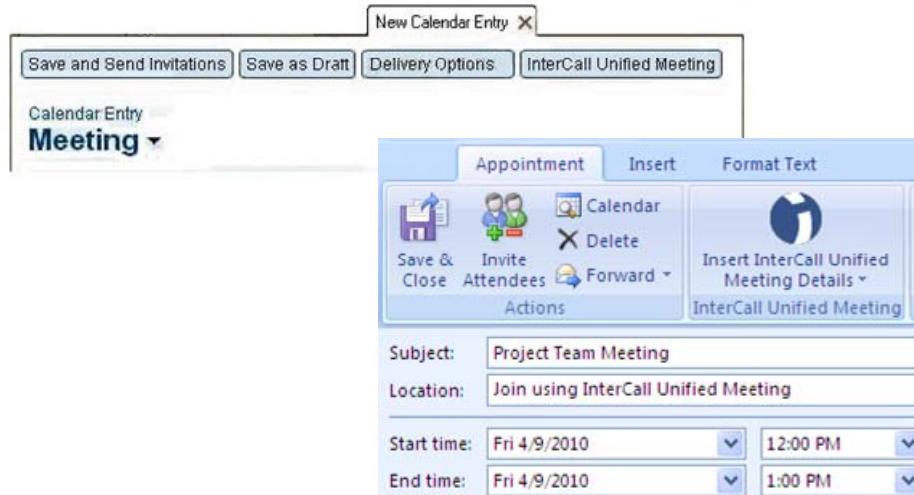 New Calendar Entry
Save and Send Invitations Save as Draft Delivery Options InterCall Unified Meeting
Calendar Entry
Meeting
Appointment Insert Format Text
Save & Close
Invite Attendees
Calendar
Delete
Forward
Actions
Insert InterCall Unified
Meeting Details
InterCall Unified Meeting
Subject: Project Team Meeting
Location: Join using InterCall Unified Meeting
Start time: Fri 4/9/2010 12:00 PM
End time: Fri 4/9/2010 1:00 PM